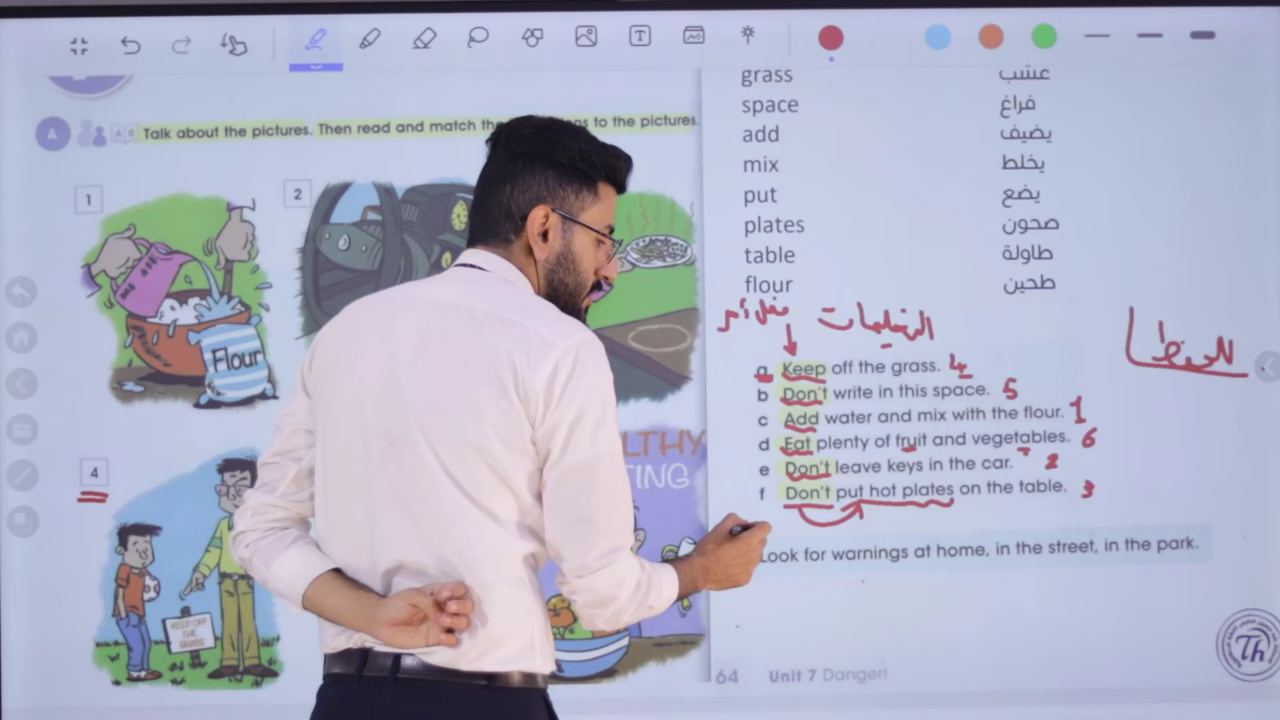 A Talk about the pictures. Then read and match the to the pictures.
1
2
4
Flour
KEEP OFF THE GRASS
LTHY
TING
grass عشب
space فراغ
add يضيف
mix يخلط
put يضع
plates صحون
table طاولة
flour طحين
التعليمات
للحفظ
a Keep off the grass. 4
b Don't write in this space. 5
c Add water and mix with the flour. 1
d Eat plenty of fruit and vegetables. 6
e Don't leave keys in the car. 2
f Don't put hot plates on the table. 3
Look for warnings at home, in the street, in the park.
64 Unit 7 Danger!
Th